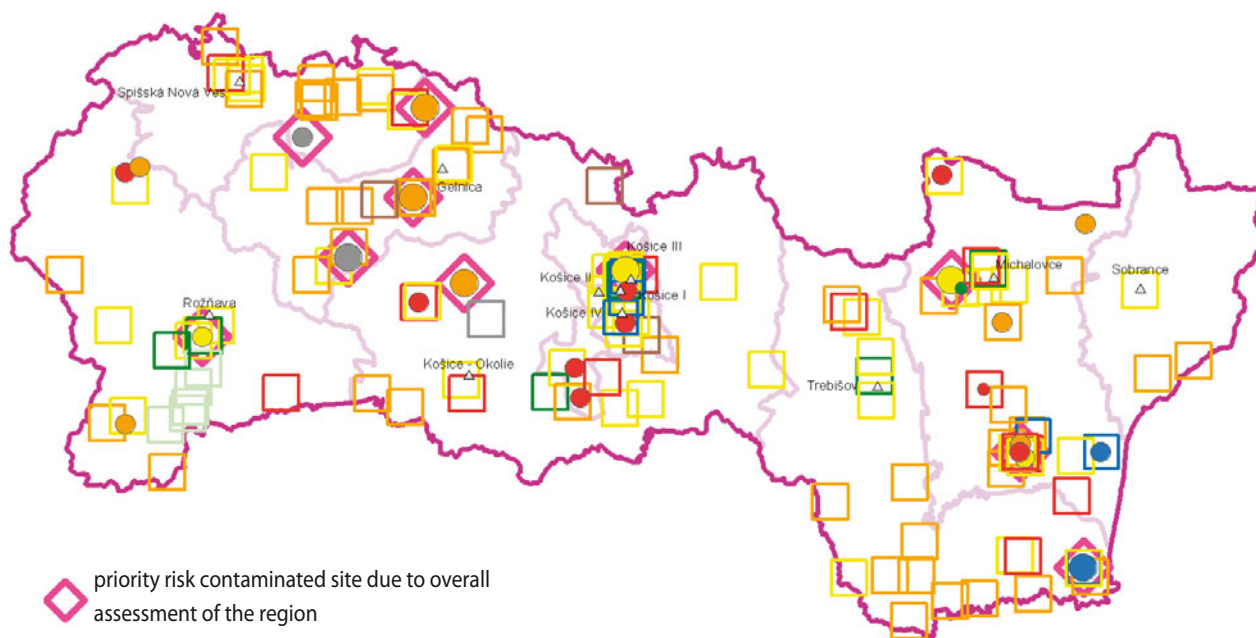 Spišská Nová Ves
Gelnica
Košice III
Košice II
Košice I
Košice IV
Michalovce
Sobrance
Rožňava
Košice - Okolie
Trebišov
priority risk contaminated site due to overall
assessment of the region